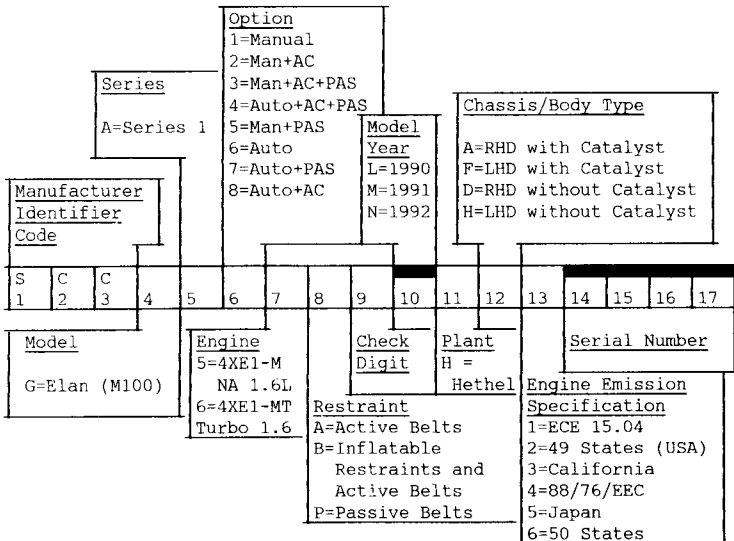 Option
1=Manual
2=Man+AC
3=Man+AC+PAS
4=Auto+AC+PAS
5=Man+PAS
6=Auto
7=Auto+PAS
8=Auto+AC
Series
A=Series 1
Model
Year
L=1990
M=1991
N=1992
Chassis/Body Type
A=RHD with Catalyst
F=LHD with Catalyst
D=RHD without Catalyst
H=LHD without Catalyst
Manufacturer
Identifier
Code
S C C
1 2 3 4 5 6 7 8 9 10 11 12 13 14 15 16 17
Model
G=Elan (M100)
Engine
5=4XE1-M
NA 1.6L
6=4XE1-MT
Turbo 1.6
Check
Digit
Plant
H =
Hethel
Serial Number
Restraint
A=Active Belts
B=Inflatable
Restraints and
Active Belts
P=Passive Belts
Engine Emission
Specification
1=ECE 15.04
2=49 States (USA)
3=California
4=88/76/EEC
5=Japan
6=50 States